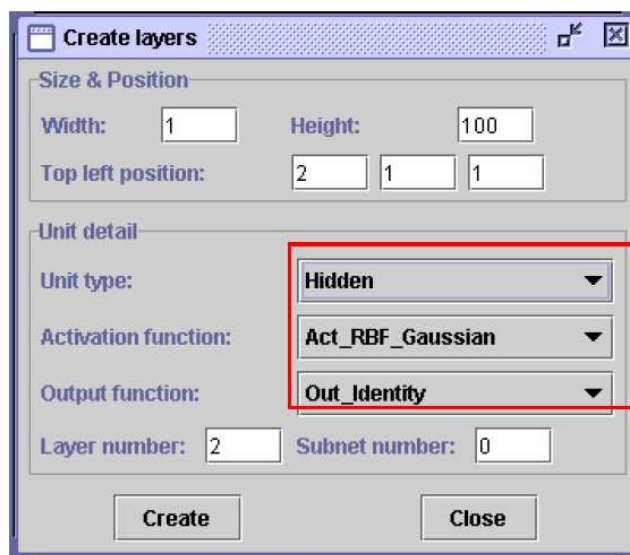 Create layers
Size & Position
Width: 1 Height: 100
Top left position: 2 1 1
Unit detail
Unit type: Hidden
Activation function: Act_RBF_Gaussian
Output function: Out_Identity
Layer number: 2 Subnet number: 0
Create Close